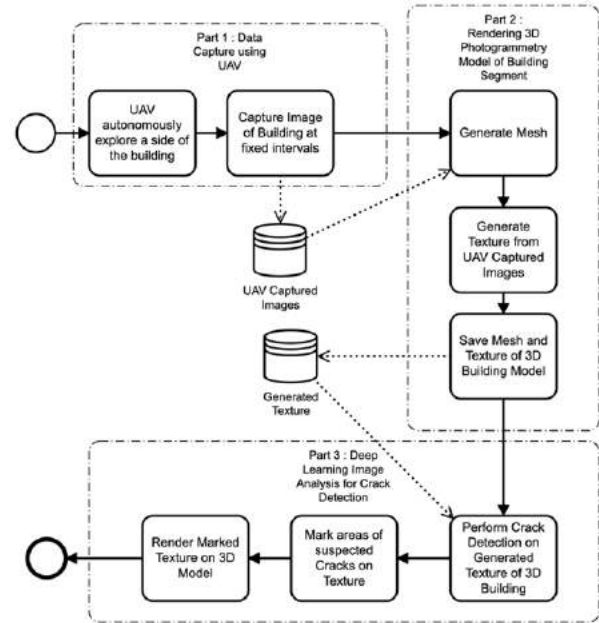 Part 1 : Data
Capture using
UAV
Part 2 :
Rendering 3D
Photogrammetry
Model of Building
Segment
UAV
autonomously
explore a side of
the building
Capture Image
of Building at
fixed intervals
Generate Mesh
UAV Captured
Images
Generate
Texture from
UAV Captured
Images
Generated
Texture
Save Mesh and
Texture of 3D
Building Model
Part 3 : Deep
Learning Image
Analysis for Crack
Detection
Render Marked
Texture on 3D
Model
Mark areas of
suspected
Cracks on
Texture
Perform Crack
Detection on
Generated
Texture of 3D
Building